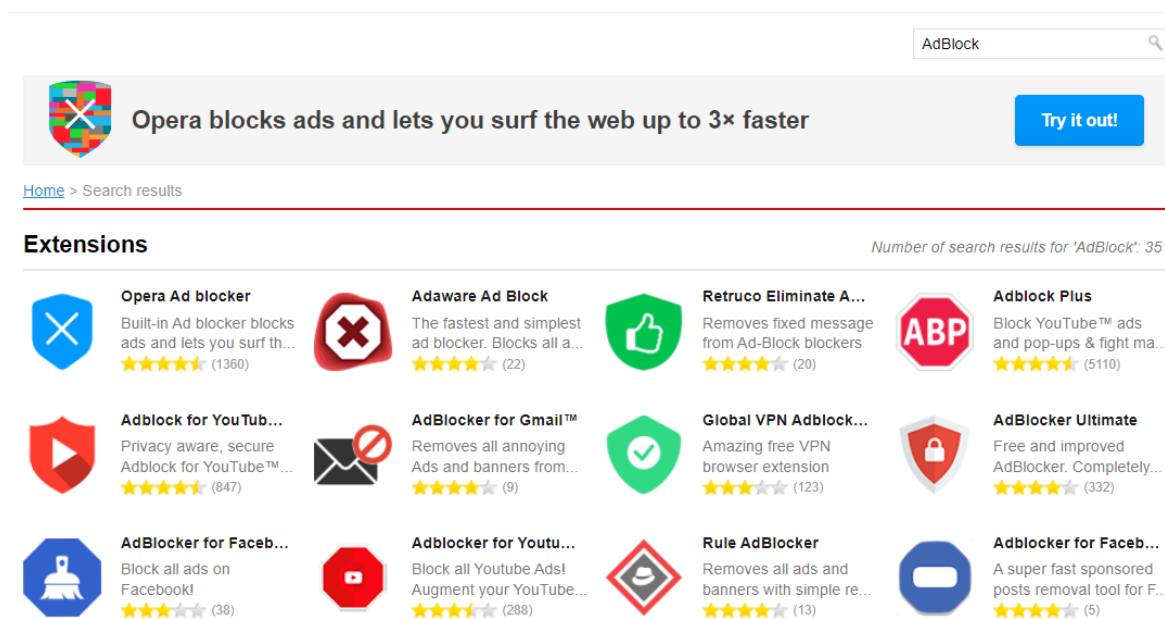 AdBlock
Opera blocks ads and lets you surf the web up to 3× faster
Try it out!
Home > Search results
Extensions
Number of search results for 'AdBlock': 35
Opera Ad blocker
Built-in Ad blocker blocks
ads and lets you surf th...
(1360)
Adaware Ad Block
The fastest and simplest
ad blocker. Blocks all a...
(22)
Retruco Eliminate A...
Removes fixed message
from Ad-Block blockers
(20)
ABP
Adblock Plus
Block YouTube™ ads
and pop-ups & fight ma...
(5110)
Adblock for YouTub...
Privacy aware, secure
Adblock for YouTube™...
(847)
AdBlocker for Gmail™
Removes all annoying
Ads and banners from...
(9)
Global VPN Adblock...
Amazing free VPN
browser extension
(123)
AdBlocker Ultimate
Free and improved
AdBlocker. Completely...
(332)
AdBlocker for Faceb...
Block all ads on
Facebook!
(38)
Adblocker for Youtu...
Block all Youtube Ads!
Augment your YouTube...
(288)
Rule AdBlocker
Removes all ads and
banners with simple re...
(13)
Adblocker for Faceb...
A super fast sponsored
posts removal tool for F...
(5)